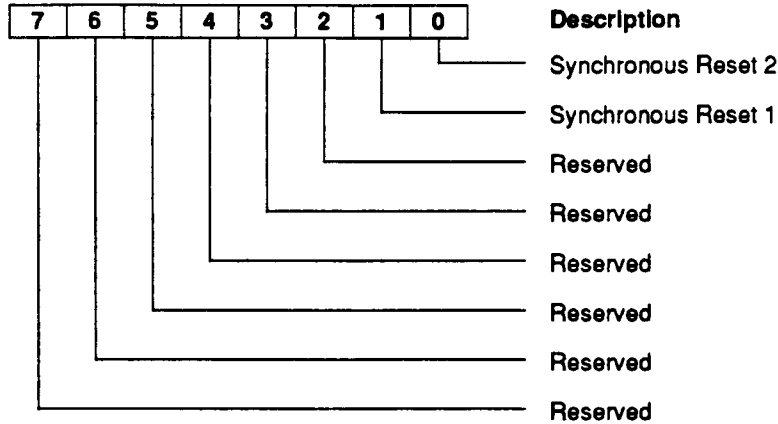 7 6 5 4 3 2 1 0 Description
Synchronous Reset 2
Synchronous Reset 1
Reserved
Reserved
Reserved
Reserved
Reserved
Reserved